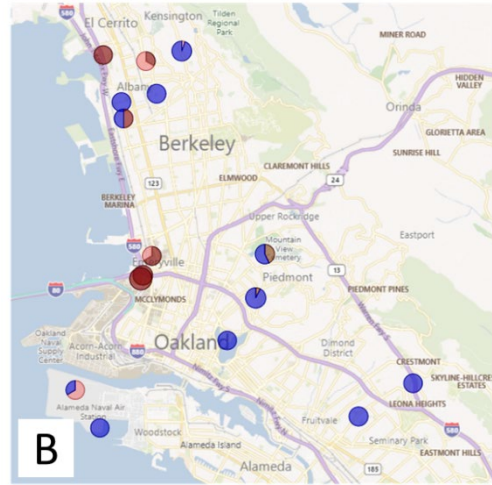 580
El Cerrito
Kensington
Tilden
Regional
Park
MINER ROAD
HIDDEN
VALLEY
Orinda
GLORIETTA AREA
SUNRISE HILL
Berkeley
CLAREMONT HILLS
24
ELMWOOD
123
BERKELEY
MARINA
Upper Rockridge
580
Mountain
View
Cemetery
Eastport
Piedmont
13
80
MCCLYMONDS
PIEDMONT PINES
Oakland
Naval
Supply
Center
Acorn-Acorn
Industrial
Oakland
880
Dimond
District
CRESTMONT
SKYLINE-HILLCREST
ESTATES
LEONA HEIGHTS
Alameda Naval Air
Station
Fruitvale
580
B
Woodstock
Alameda Island
Seminary Park
EASTMONT HILLS
Alameda
185